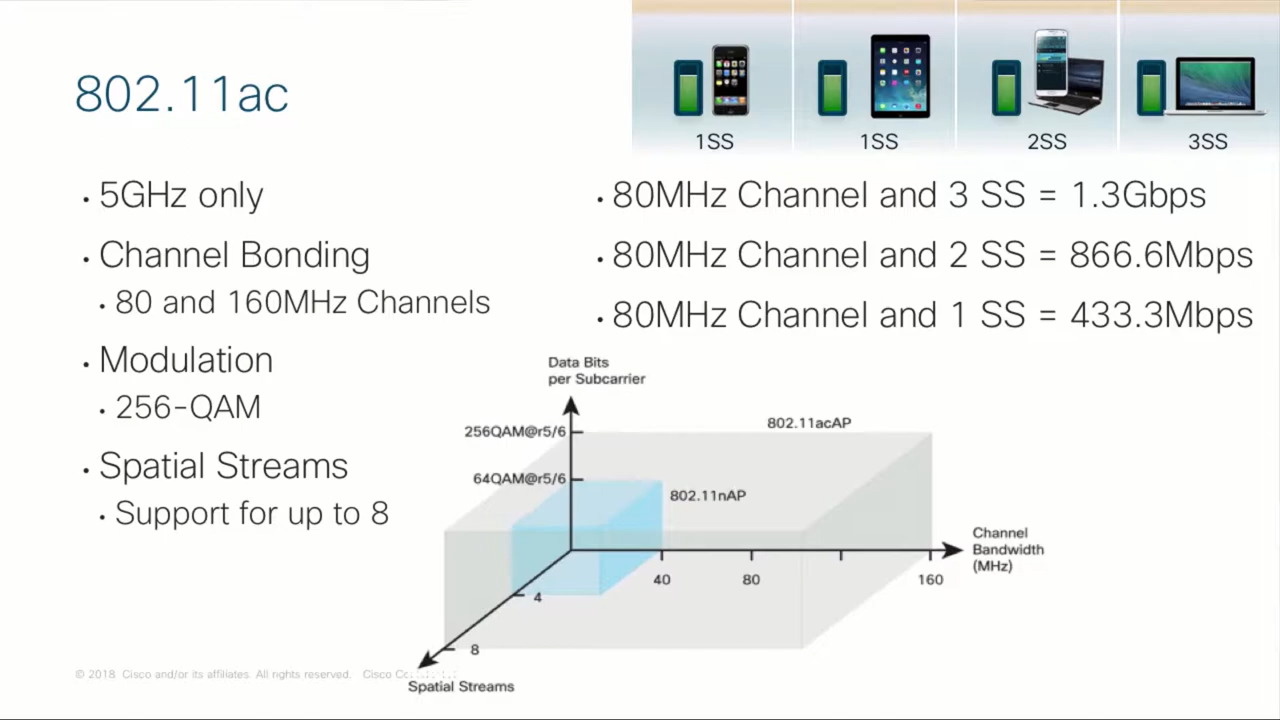 802.11ac
1SS
1SS
2SS
3SS
• 5GHz only
• Channel Bonding
• 80 and 160MHz Channels
• Modulation
• 256-QAM
• Spatial Streams
• Support for up to 8
• 80MHz Channel and 3 SS = 1.3Gbps
• 80MHz Channel and 2 SS = 866.6Mbps
• 80MHz Channel and 1 SS = 433.3Mbps
Data Bits
per Subcarrier
256QAM@r5/6
64QAM@r5/6
802.11acAP
802.11nAP
Channel
Bandwidth
(MHz)
40
80
160
4
8
Spatial Streams
© 2018 Cisco and/or its affiliates. All rights reserved. Cisco